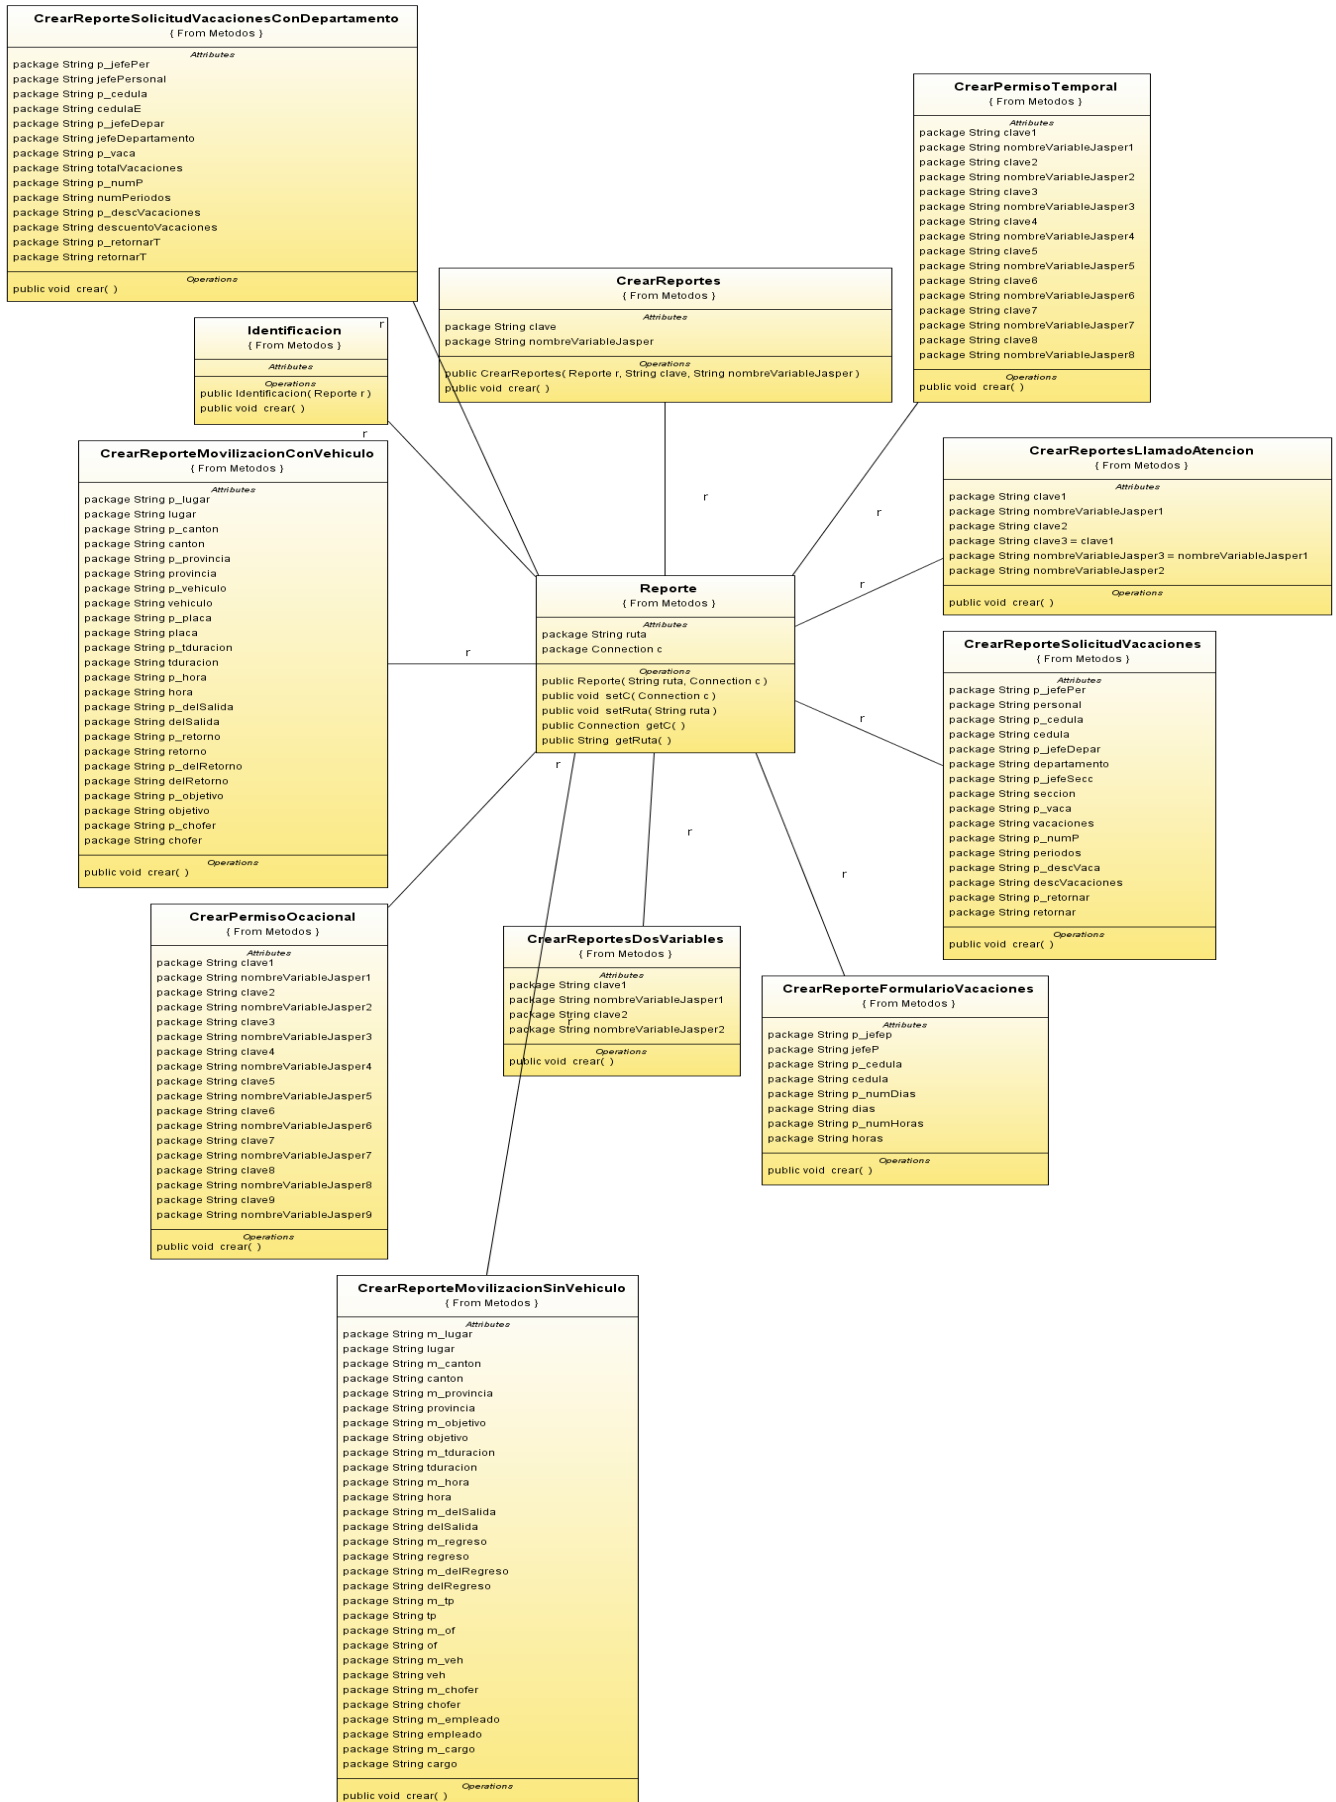 CrearReporteSolicitudVacacionesConDepartamento
{ From Metodos }
Attributes
package String p_jefePer
package String jefePersonal
package String p_cedula
package String cedulaE
package String p_jefeDepar
package String jefeDepartamento
package String p_vaca
package String totalVacaciones
package String p_numP
package String numPeriodos
package String p_descVacaciones
package String descuentoVacaciones
package String p_retornarT
package String retornarT
Operations
public void crear( )
CrearPermisoTemporal
{ From Metodos }
Attributes
package String clave1
package String nombreVariableJasper1
package String clave2
package String nombreVariableJasper2
package String clave3
package String nombreVariableJasper3
package String clave4
package String nombreVariableJasper4
package String clave5
package String nombreVariableJasper5
package String clave6
package String nombreVariableJasper6
package String clave7
package String nombreVariableJasper7
package String clave8
package String nombreVariableJasper8
Operations
public void crear( )
CrearReportes
{ From Metodos }
Attributes
package String clave
package String nombreVariableJasper
Operations
public CrearReportes( Reporte r, String clave, String nombreVariableJasper )
public void crear( )
Identificacion
{ From Metodos }
Attributes
Operations
public Identificacion( Reporte r )
public void crear( )
r
r
CrearReporteMovilizacionConVehiculo
{ From Metodos }
Attributes
package String p_lugar
package String lugar
package String p_canton
package String canton
package String p_provincia
package String provincia
package String p_vehiculo
package String vehiculo
package String p_placa
package String placa
package String p_tduracion
package String tduracion
package String p_hora
package String hora
package String p_delSalida
package String delSalida
package String p_retorno
package String retorno
package String p_delRetorno
package String delRetorno
package String p_objetivo
package String objetivo
package String p_chofer
package String chofer
Operations
public void crear( )
r
r
r
r
r
CrearReportesLlamadoAtencion
{ From Metodos }
Attributes
package String clave1
package String nombreVariableJasper1
package String clave2
package String clave3 = clave1
package String nombreVariableJasper3 = nombreVariableJasper1
package String nombreVariableJasper2
Operations
public void crear( )
Reporte
{ From Metodos }
Attributes
package String ruta
package Connection c
Operations
public Reporte( String ruta, Connection c )
public void setC( Connection c )
public void setRuta( String ruta )
public Connection getC( )
public String getRuta( )
CrearReporteSolicitudVacaciones
{ From Metodos }
Attributes
package String p_jefePer
package String personal
package String p_cedula
package String cedula
package String p_jefeDepar
package String departamento
package String p_jefeSecc
package String seccion
package String p_vaca
package String vacaciones
package String p_numP
package String periodos
package String p_descVaca
package String descVacaciones
package String p_retornar
package String retornar
Operations
public void crear( )
r
r
r
CrearPermisoOcacional
{ From Metodos }
Attributes
package String clave1
package String nombreVariableJasper1
package String clave2
package String nombreVariableJasper2
package String clave3
package String nombreVariableJasper3
package String clave4
package String nombreVariableJasper4
package String clave5
package String nombreVariableJasper5
package String clave6
package String nombreVariableJasper6
package String clave7
package String nombreVariableJasper7
package String clave8
package String nombreVariableJasper8
package String clave9
package String nombreVariableJasper9
Operations
public void crear( )
CrearReportesDosVariables
{ From Metodos }
Attributes
package String clave1
package String nombreVariableJasper1
package String clave2
r
package String nombreVariableJasper2
Operations
public void crear( )
CrearReporteFormularioVacaciones
{ From Metodos }
Attributes
package String p_jefep
package String jefeP
package String p_cedula
package String cedula
package String p_numDias
package String dias
package String p_numHoras
package String horas
Operations
public void crear( )
CrearReporteMovilizacionSinVehiculo
{ From Metodos }
Attributes
package String m_lugar
package String lugar
package String m_canton
package String canton
package String m_provincia
package String provincia
package String m_objetivo
package String objetivo
package String m_tduracion
package String tduracion
package String m_hora
package String hora
package String m_delSalida
package String delSalida
package String m_regreso
package String regreso
package String m_delRegreso
package String delRegreso
package String m_tp
package String tp
package String m_of
package String of
package String m_veh
package String veh
package String m_chofer
package String chofer
package String m_empleado
package String empleado
package String m_cargo
package String cargo
Operations
public void crear( )